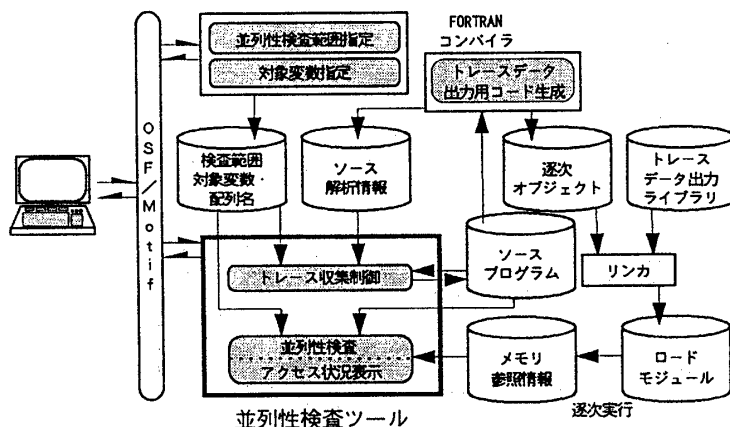 FORTRAN
コンパイラ
並列性検査範囲指定
対象変数指定
トレースデータ
出力用コード生成
OSF/Motif
検査範囲
対象変数・
配列名
ソース
解析情報
逐次
オブジェクト
トレース
データ出力
ライブラリ
トレース収集制御
ソース
プログラム
リンカ
並列性検査
アクセス状況表示
メモリ
参照情報
ロード
モジュール
逐次実行
並列性検査ツール